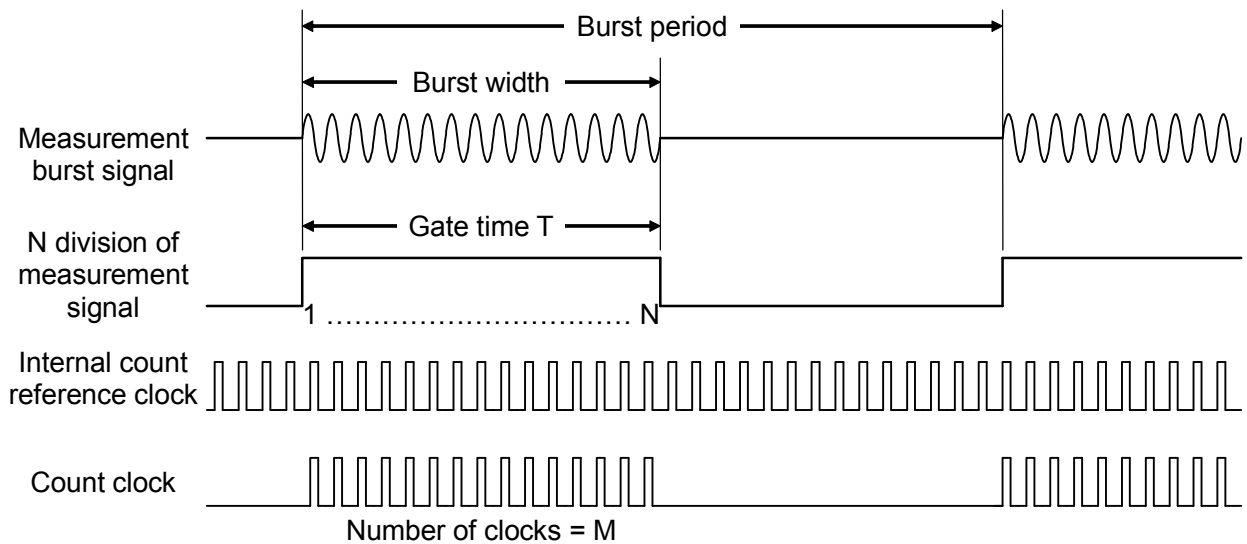 Burst period
Burst width
Measurement
burst signal
Gate time T
N division of
measurement
signal
1 ................................ N
Internal count
reference clock
Count clock
Number of clocks = M